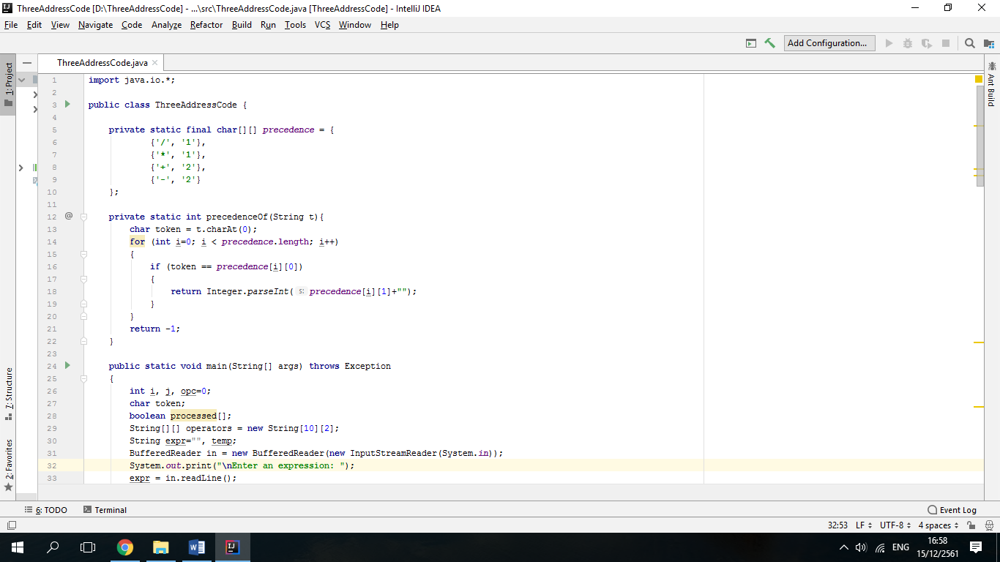 ThreeAddressCode [D:\ThreeAddressCode] - ...\src\ThreeAddressCode.java [ThreeAddressCode] - IntelliJ IDEA
File Edit View Navigate Code Analyze Refactor Build Run Tools VCS Window Help
Add Configuration...
ThreeAddressCode.java
1: Project
7: Structure
2: Favorites
Ant Build
1 import java.io.*;
2
3 public class ThreeAddressCode {
4
5     private static final char[][] precedence = {
6             {'/', '1'},
7             {'*', '1'},
8             {'+', '2'},
9             {'-', '2'}
10     };
11
12 @     private static int precedenceOf(String t){
13         char token = t.charAt(0);
14         for (int i=0; i < precedence.length; i++)
15         {
16             if (token == precedence[i][0])
17             {
18                 return Integer.parseInt( s: precedence[i][1]+"");
19             }
20         }
21         return -1;
22     }
23
24     public static void main(String[] args) throws Exception
25     {
26         int i, j, opc=0;
27         char token;
28         boolean processed[];
29         String[][] operators = new String[10][2];
30         String expr="", temp;
31         BufferedReader in = new BufferedReader(new InputStreamReader(System.in));
32         System.out.print("\nEnter an expression: ");
33         expr = in.readLine();
6: TODO Terminal Event Log
32:53 LF UTF-8 4 spaces
ENG
16:58
15/12/2561